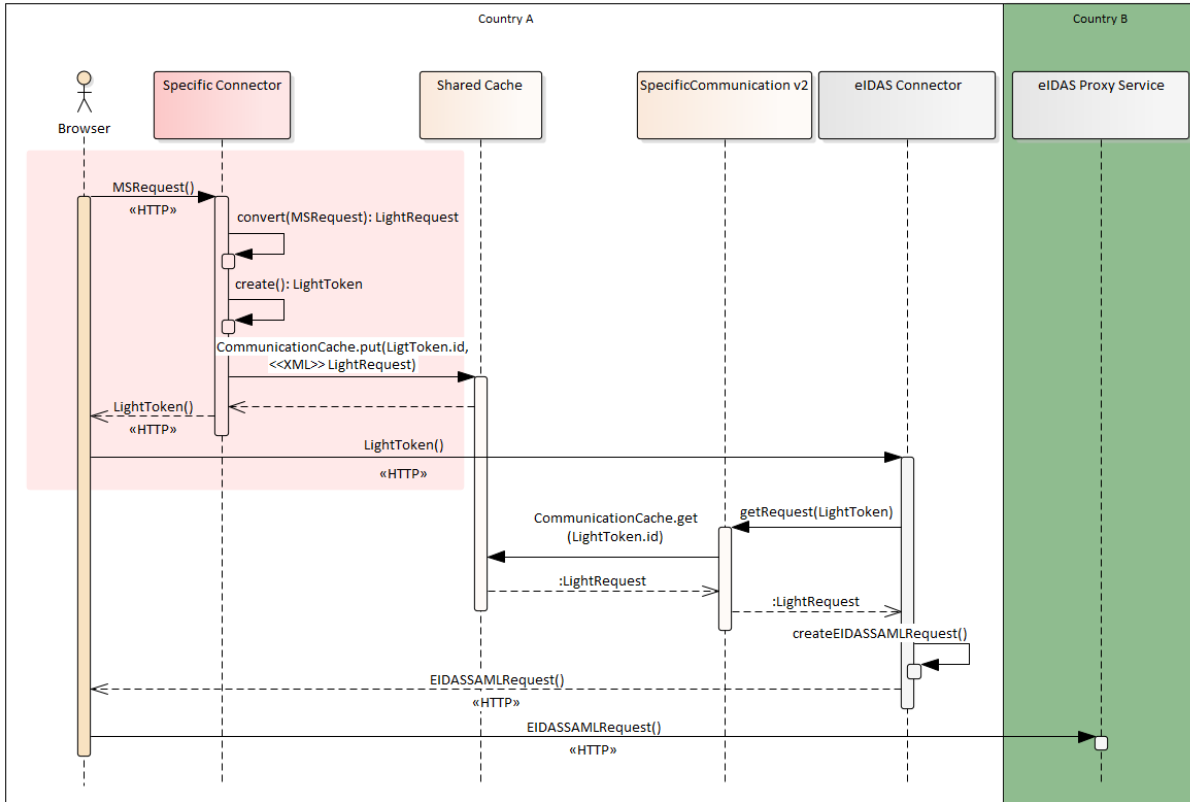 Country A
Country B
Specific Connector
Shared Cache
SpecificCommunication v2
eIDAS Connector
eIDAS Proxy Service
Browser
MSRequest()
«HTTP»
convert(MSRequest): LightRequest
create(): LightToken
CommunicationCache.put(LigtToken.id,
<<XML>> LightRequest)
LightToken()
«HTTP»
LightToken()
«HTTP»
getRequest(LightToken)
CommunicationCache.get
(LightToken.id)
:LightRequest
:LightRequest
createEIDASSAMLRequest()
EIDASSAMLRequest()
«HTTP»
EIDASSAMLRequest()
«HTTP»